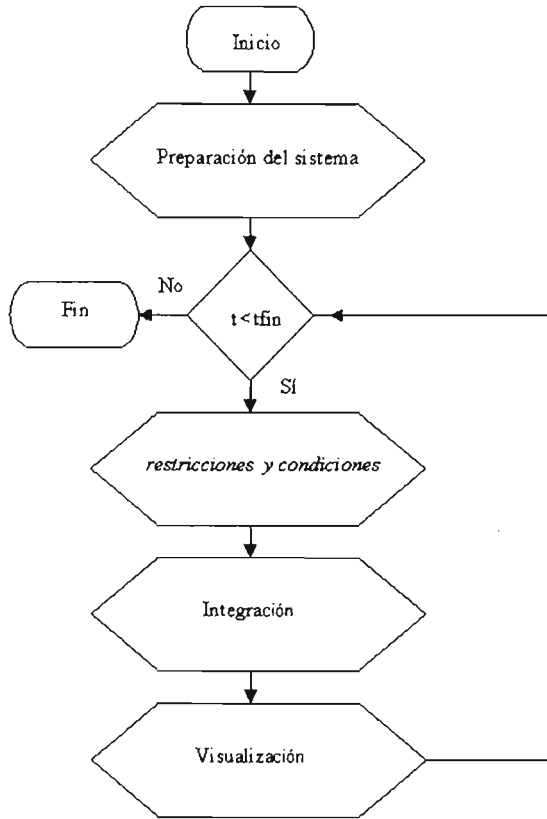 Inicio
Preparación del sistema
No
Fin
t<tfin
Sí
restricciones y condiciones
Integración
Visualización